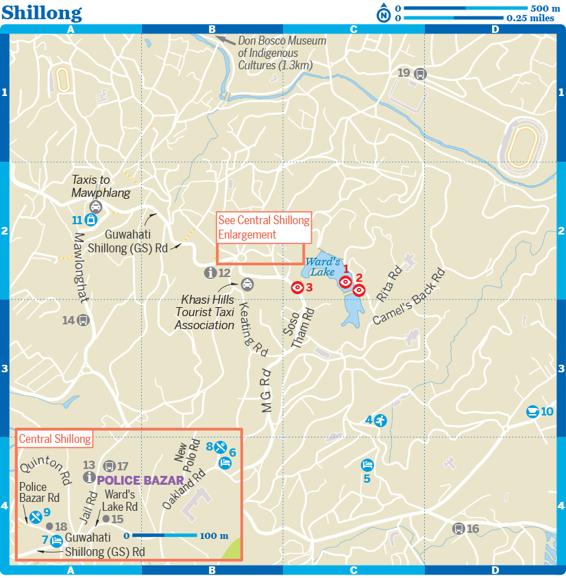 Shillong
N
0 500 m
0 0.25 miles
A B C D
Don Bosco Museum
of Indigenous
Cultures (1.3km)
19
1 1
Taxis to
Mawphlang
11
Guwahati
Shillong (GS) Rd
See Central Shillong
Enlargement
2 2
Mawlonghat
12
Ward's
Lake
1
2
3
Rita Rd
Camel's Back Rd
Khasi Hills
Tourist Taxi
Association
Keating Rd
Soso
Tham Rd
14
MG Rd
3 3
4
10
5
16
Central Shillong
Quinton Rd
13
17
POLICE BAZAR
New
Polo Rd
8
6
Police
Bazar Rd
Jail Rd
Ward's
Lake Rd
Oakland Rd
9
18
15
4 4
7
Guwahati
Shillong (GS) Rd
0 100 m
A B C D